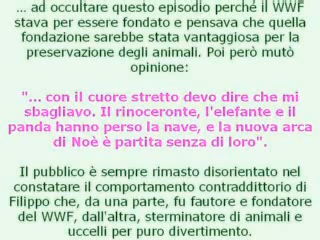 ... ad occultare questo episodio perché il WWF
stava per essere fondato e pensava che quella
fondazione sarebbe stata vantaggiosa per la
preservazione degli animali. Poi però mutò
opinione:
"... con il cuore stretto devo dire che mi
sbagliavo. Il rinoceronte, l'elefante e il
panda hanno perso la nave, e la nuova arca
di Noè è partita senza di loro".
Il pubblico è sempre rimasto disorientato nel
constatare il comportamento contraddittorio di
Filippo che, da una parte, fu fautore e fondatore
del WWF, dall'altra, sterminatore di animali e
uccelli per puro divertimento.